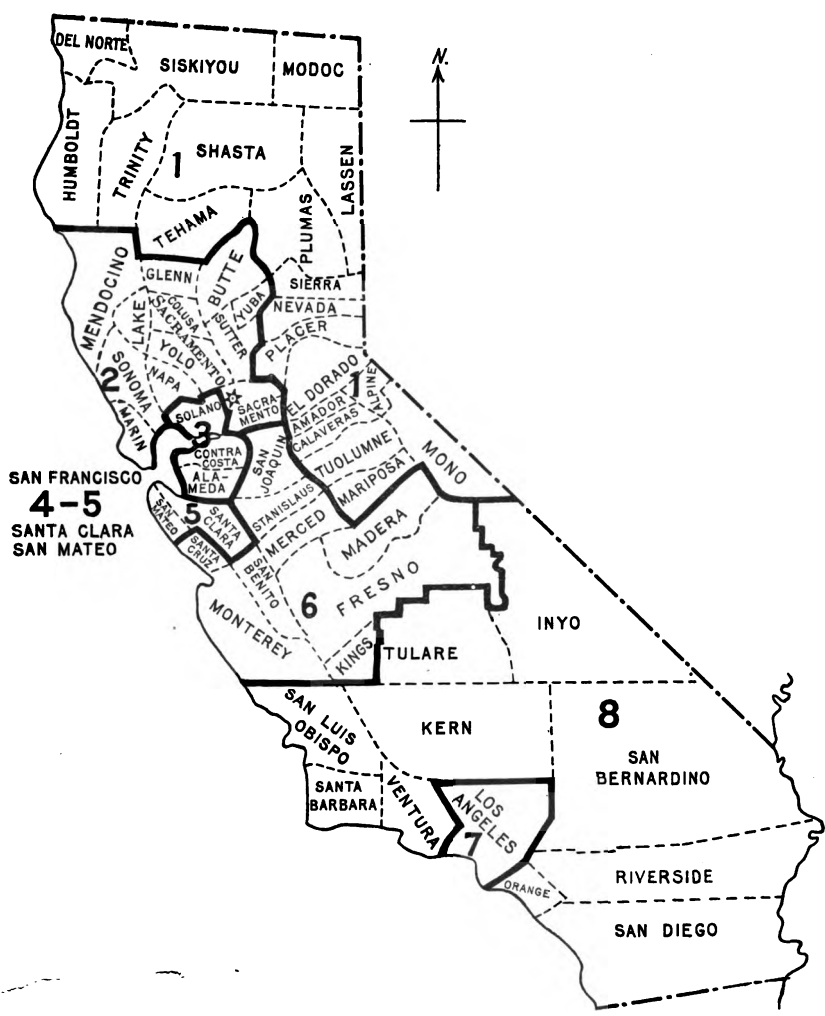 N.
DEL NORTE
SISKIYOU
MODOC
HUMBOLDT
TRINITY
1
SHASTA
LASSEN
TEHAMA
PLUMAS
MENDOCINO
GLENN
BUTTE
SIERRA
LAKE
COLUSA
SACRAMENTO
SUTTER
YUBA
NEVADA
PLACER
YOLO
2
SONOMA
NAPA
MARIN
SOLANO
SACRA-
MENTO
EL DORADO
1
ALPINE
AMADOR
CALAVERAS
3
CONTRA
COSTA
ALA-
MEDA
SAN
JOAQUIN
TUOLUMNE
MONO
SAN FRANCISCO
4-5
SANTA CLARA
SAN MATEO
5
SAN
MATEO
SANTA
CLARA
SANTA
CRUZ
STANISLAUS
MARIPOSA
MERCED
MADERA
SAN
BENITO
6
FRESNO
MONTEREY
KINGS
TULARE
INYO
SAN LUIS
OBISPO
KERN
8
SAN
BERNARDINO
SANTA
BARBARA
VENTURA
LOS
ANGELES
7
ORANGE
RIVERSIDE
SAN DIEGO